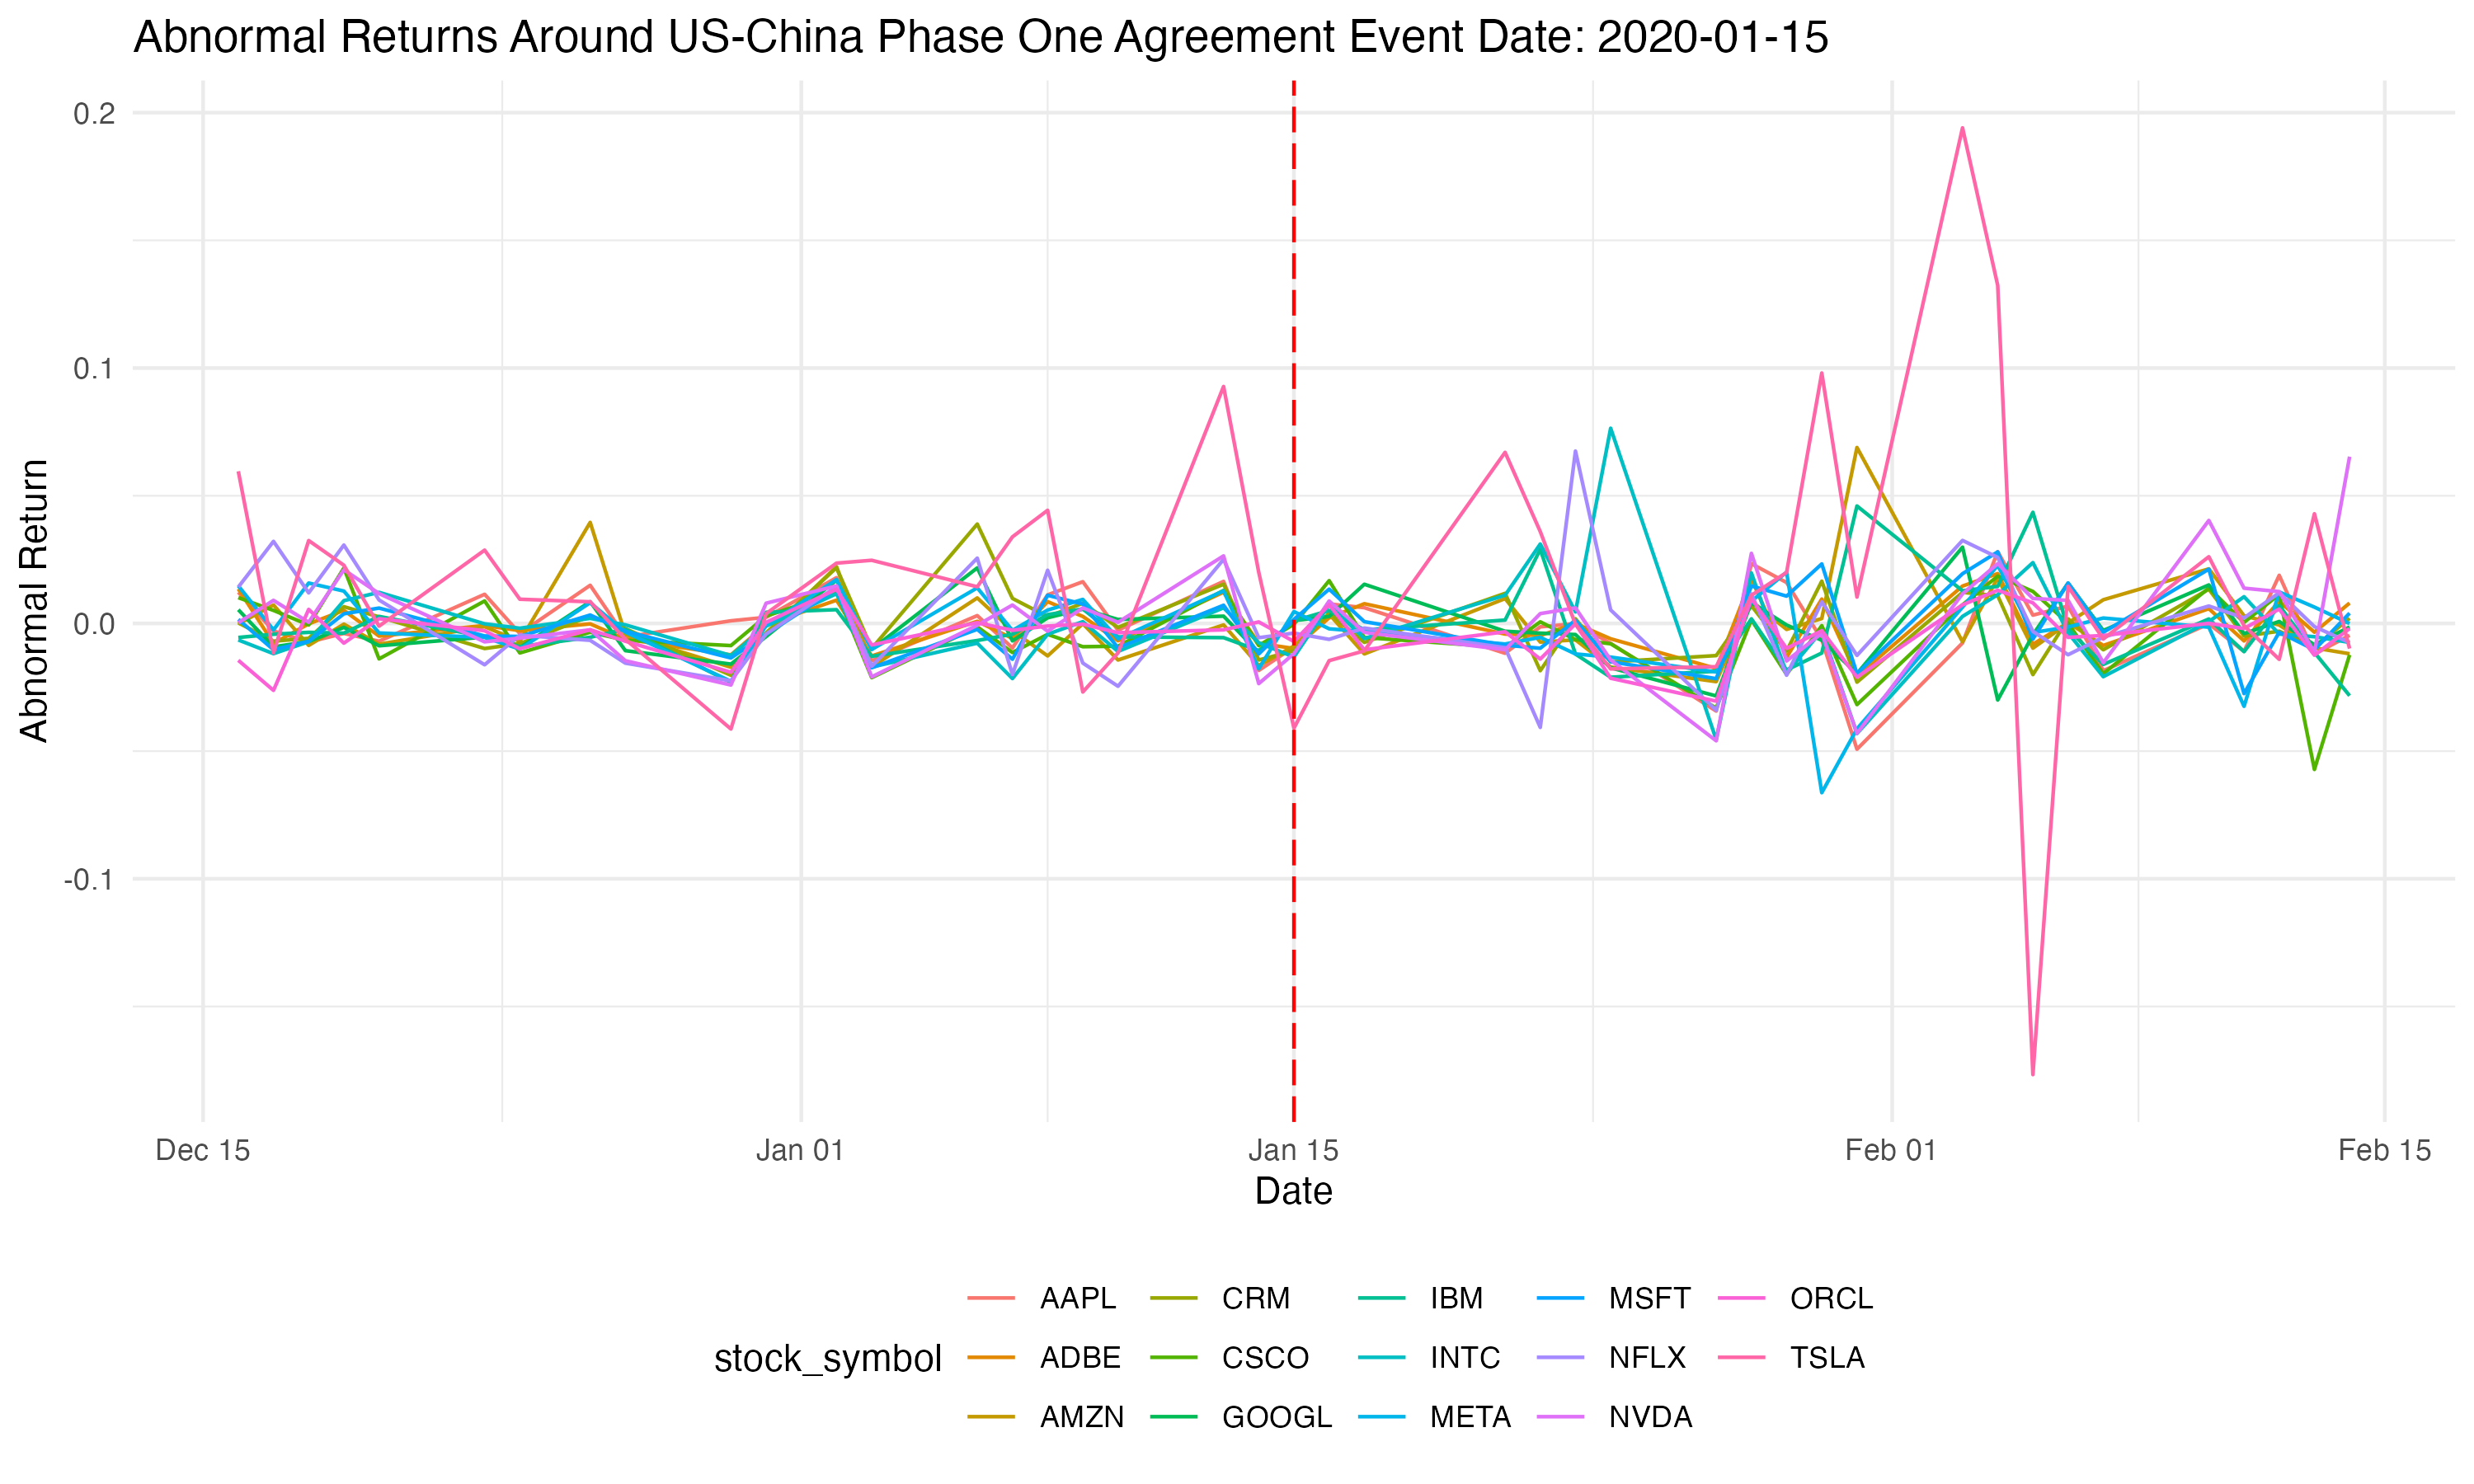 Abnormal Returns Around US-China Phase One Agreement Event Date: 2020-01-15
0.2
0.1
0.0
-0.1
Abnormal Return
Dec 15
Jan 01
Jan 15
Feb 01
Feb 15
Date
stock_symbol
AAPL
CRM
IBM
MSFT
ORCL
ADBE
CSCO
INTC
NFLX
TSLA
AMZN
GOOGL
META
NVDA